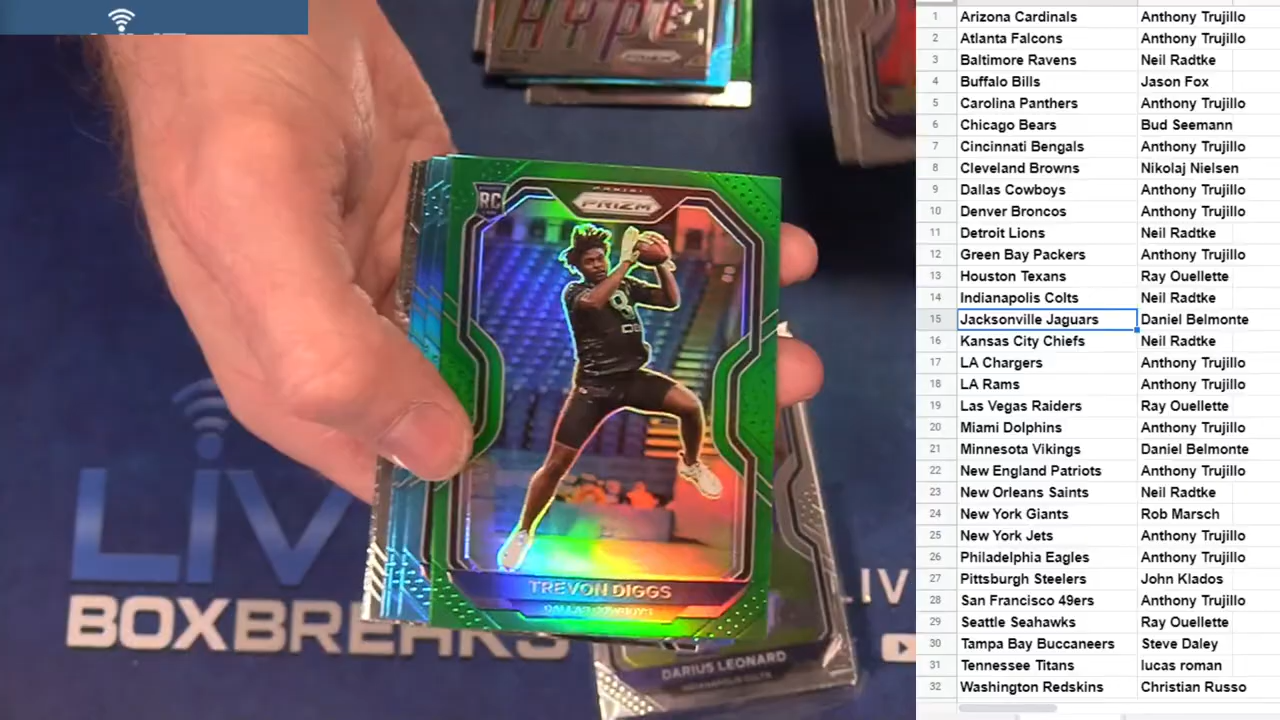 HYPE
PRIZM
RC
PANINI
PRIZM
8
DB
TREVON DIGGS
DALLAS COWBOYS
LIV
BOXBREAKS
LIV
DARIUS LEONARD
INDIANAPOLIS COLTS
1 Arizona Cardinals Anthony Trujillo
2 Atlanta Falcons Anthony Trujillo
3 Baltimore Ravens Neil Radtke
4 Buffalo Bills Jason Fox
5 Carolina Panthers Anthony Trujillo
6 Chicago Bears Bud Seemann
7 Cincinnati Bengals Anthony Trujillo
8 Cleveland Browns Nikolaj Nielsen
9 Dallas Cowboys Anthony Trujillo
10 Denver Broncos Anthony Trujillo
11 Detroit Lions Neil Radtke
12 Green Bay Packers Anthony Trujillo
13 Houston Texans Ray Ouellette
14 Indianapolis Colts Neil Radtke
15 Jacksonville Jaguars Daniel Belmonte
16 Kansas City Chiefs Neil Radtke
17 LA Chargers Anthony Trujillo
18 LA Rams Anthony Trujillo
19 Las Vegas Raiders Ray Ouellette
20 Miami Dolphins Anthony Trujillo
21 Minnesota Vikings Daniel Belmonte
22 New England Patriots Anthony Trujillo
23 New Orleans Saints Neil Radtke
24 New York Giants Rob Marsch
25 New York Jets Anthony Trujillo
26 Philadelphia Eagles Anthony Trujillo
27 Pittsburgh Steelers John Klados
28 San Francisco 49ers Anthony Trujillo
29 Seattle Seahawks Ray Ouellette
30 Tampa Bay Buccaneers Steve Daley
31 Tennessee Titans lucas roman
32 Washington Redskins Christian Russo